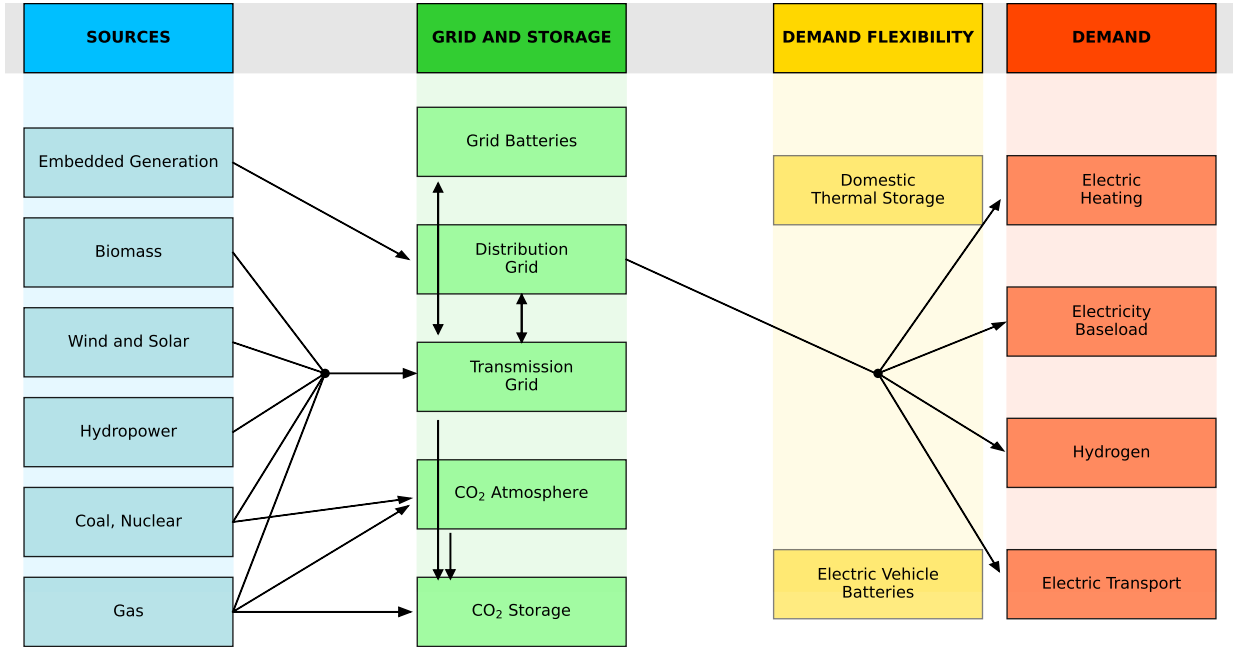 SOURCES
GRID AND STORAGE
DEMAND FLEXIBILITY
DEMAND
Embedded Generation
Biomass
Wind and Solar
Hydropower
Coal, Nuclear
Gas
Grid Batteries
Distribution
Grid
Transmission
Grid
CO₂ Atmosphere
CO₂ Storage
Domestic
Thermal Storage
Electric Vehicle
Batteries
Electric
Heating
Electricity
Baseload
Hydrogen
Electric Transport